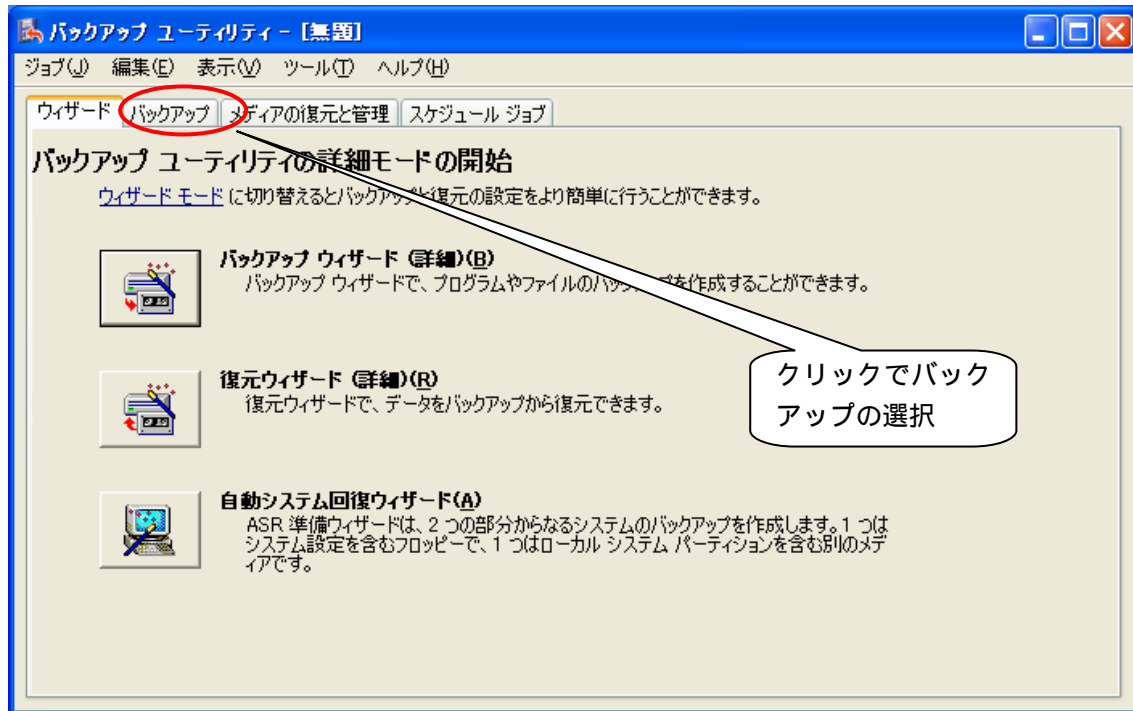 バックアップ ユーティリティ - [無題]
ジョブ(J) 編集(E) 表示(V) ツール(T) ヘルプ(H)
ウィザード バックアップ メディアの復元と管理 スケジュール ジョブ
バックアップ ユーティリティの詳細モードの開始
ウィザード モード に切り替えるとバックアップと復元の設定をより簡単に行うことができます。
バックアップ ウィザード (詳細)(B)
バックアップ ウィザードで、プログラムやファイルのバックアップを作成することができます。
クリックでバック
アップの選択
復元ウィザード (詳細)(R)
復元ウィザードで、データをバックアップから復元できます。
自動システム回復ウィザード(A)
ASR 準備ウィザードは、2 つの部分からなるシステムのバックアップを作成します。1 つは
システム設定を含むフロッピーで、1 つはローカル システム パーティションを含む別のメデ
ィアです。